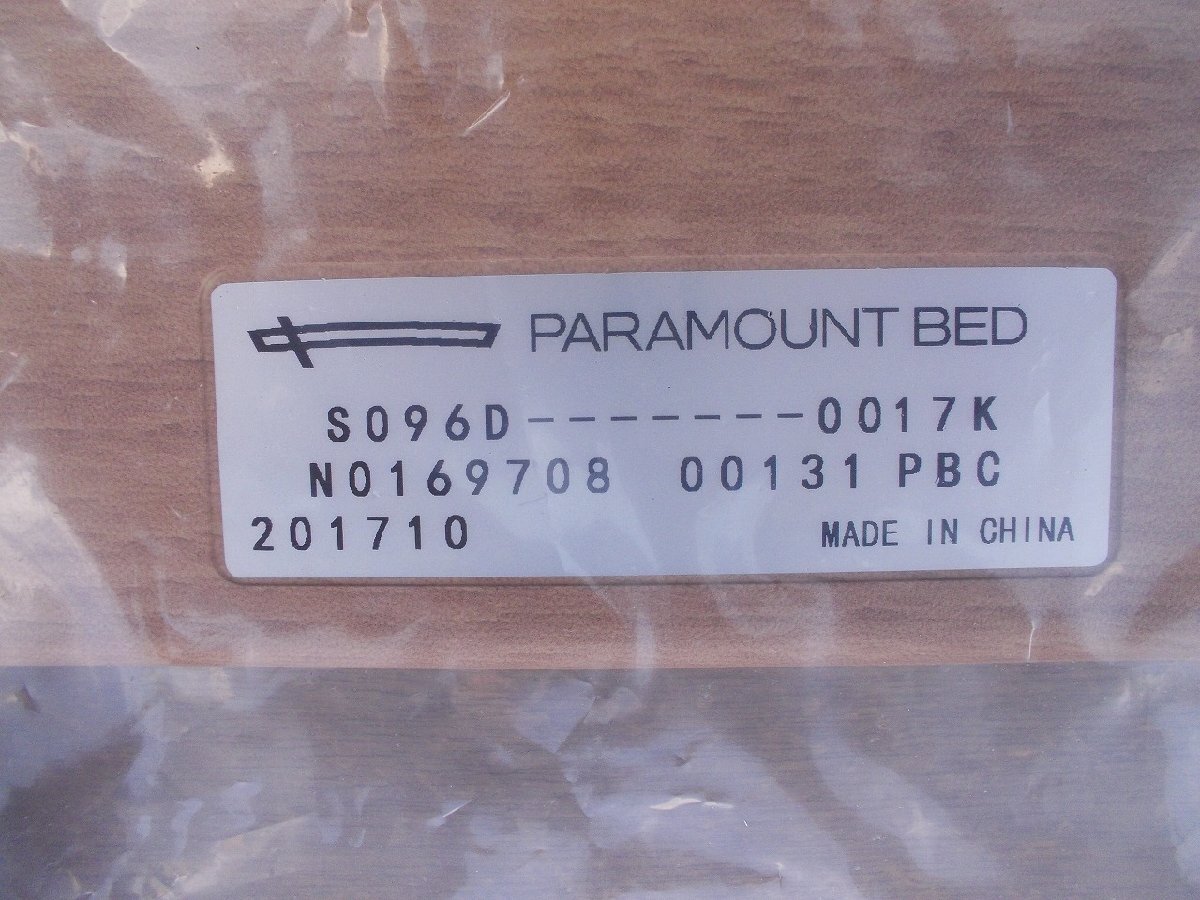 PARAMOUNT BED
S096D-------0017K
N0169708 00131 PBC
201710 MADE IN CHINA